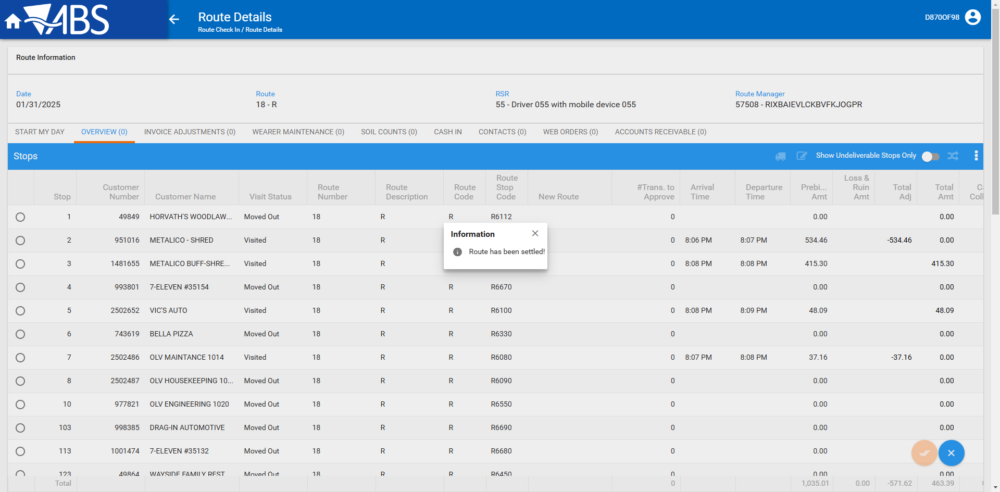 ABS
Route Details
Route Check In / Route Details
D870OF98
Route Information
Date
01/31/2025
Route
18 - R
RSR
55 - Driver 055 with mobile device 055
Route Manager
57508 - RIXBAIEVLCKBVFKJOGPR
START MY DAY OVERVIEW (0) INVOICE ADJUSTMENTS (0) WEARER MAINTENANCE (0) SOIL COUNTS (0) CASH IN CONTACTS (0) WEB ORDERS (0) ACCOUNTS RECEIVABLE (0)
Stops Show Undeliverable Stops Only
Stop
Customer
Number
Customer Name
Visit Status
Route
Number
Route
Description
Route
Code
Route
Stop
Code
New Route
#Trans. to
Approve
Arrival
Time
Departure
Time
Prebi...
Amt
Loss &
Ruin
Amt
Total
Adj
Total
Amt
1 49849 HORVATH'S WOODLAW... Moved Out 18 R R R6112 0 0.00 0.00
2 951016 METALICO - SHRED Visited 18 R 0 8:06 PM 8:07 PM 534.46 -534.46 0.00
3 1481655 METALICO BUFF-SHRE... Visited 18 R 0 8:08 PM 8:08 PM 415.30 415.30
4 993801 7-ELEVEN #35154 Moved Out 18 R R R6670 0 0.00 0.00
5 2502652 VIC'S AUTO Visited 18 R R R6100 0 8:08 PM 8:09 PM 48.09 48.09
6 743619 BELLA PIZZA Moved Out 18 R R R6330 0 0.00 0.00
7 2502486 OLV MAINTANCE 1014 Visited 18 R R R6080 0 8:07 PM 8:08 PM 37.16 -37.16 0.00
8 2502487 OLV HOUSEKEEPING 10... Moved Out 18 R R R6090 0 0.00 0.00
10 977821 OLV ENGINEERING 1020 Moved Out 18 R R R6550 0 0.00 0.00
103 998385 DRAG-IN AUTOMOTIVE Moved Out 18 R R R6690 0 0.00 0.00
113 1001474 7-ELEVEN #35132 Moved Out 18 R R R6680 0 0.00 0.00
123 49864 WAYSIDE FAMILY REST Moved Out 18 R R R6450 0 0.00 0.00
Total 0 1,035.01 0.00 -571.62 463.39
Information
Route has been settled!